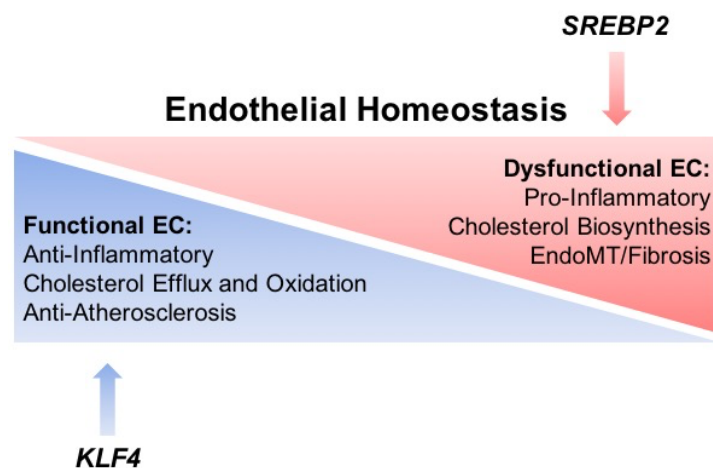 SREBP2
Endothelial Homeostasis
Dysfunctional EC:
Pro-Inflammatory
Cholesterol Biosynthesis
EndoMT/Fibrosis
Functional EC:
Anti-Inflammatory
Cholesterol Efflux and Oxidation
Anti-Atherosclerosis
KLF4